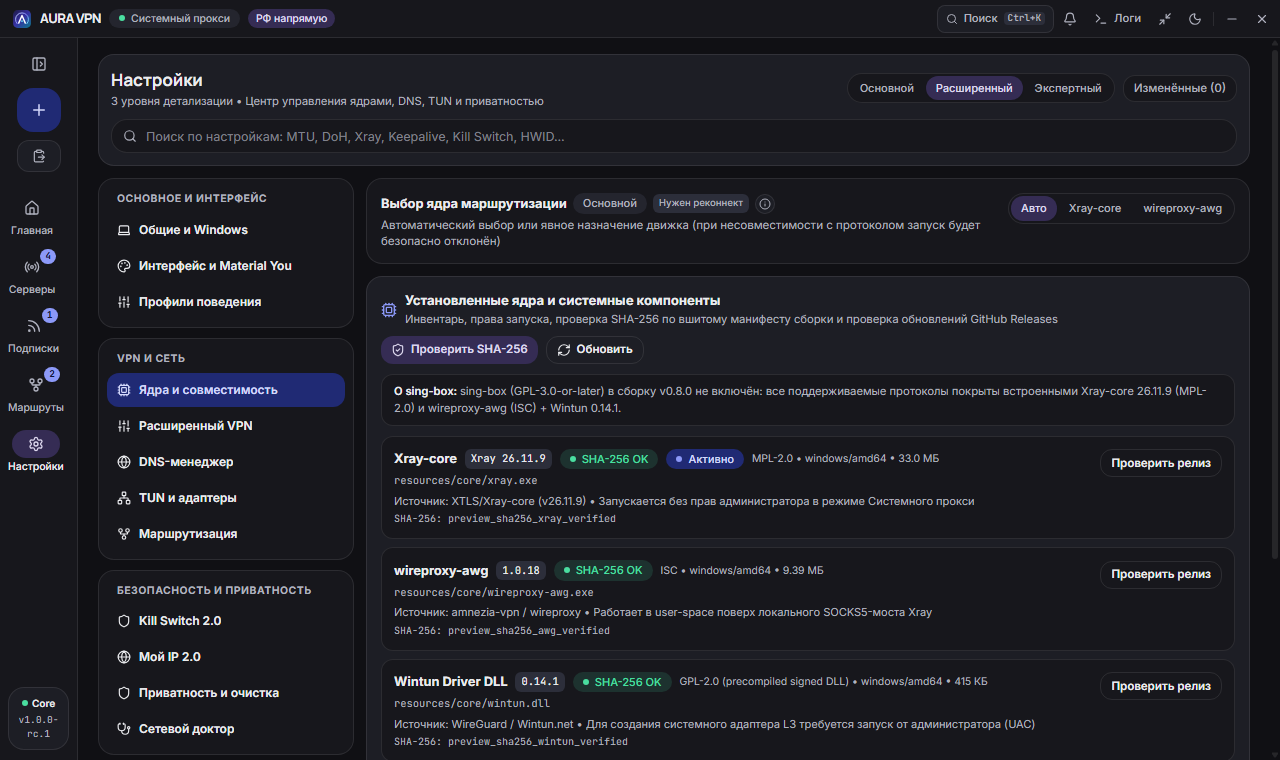 AURA VPN
Системный прокси
РФ напрямую
Поиск Ctrl+K
Логи
Настройки
3 уровня детализации • Центр управления ядрами, DNS, TUN и приватностью
Основной
Расширенный
Экспертный
Изменённые (0)
Поиск по настройкам: MTU, DoH, Xray, Keepalive, Kill Switch, HWID...
Главная
4
Серверы
1
Подписки
2
Маршруты
Настройки
Core
v1.0.0-
rc.1
ОСНОВНОЕ И ИНТЕРФЕЙС
Общие и Windows
Интерфейс и Material You
Профили поведения
VPN И СЕТЬ
Ядра и совместимость
Расширенный VPN
DNS-менеджер
TUN и адаптеры
Маршрутизация
БЕЗОПАСНОСТЬ И ПРИВАТНОСТЬ
Kill Switch 2.0
Мой IP 2.0
Приватность и очистка
Сетевой доктор
Выбор ядра маршрутизации Основной Нужен реконнект
Автоматический выбор или явное назначение движка (при несовместимости с протоколом запуск будет
безопасно отклонён)
Авто
Xray-core
wireproxy-awg
Установленные ядра и системные компоненты
Инвентарь, права запуска, проверка SHA-256 по вшитому манифесту сборки и проверка обновлений GitHub Releases
Проверить SHA-256
Обновить
О sing-box: sing-box (GPL-3.0-or-later) в сборку v0.8.0 не включён: все поддерживаемые протоколы покрыты встроенными Xray-core 26.11.9 (MPL-
2.0) и wireproxy-awg (ISC) + Wintun 0.14.1.
Xray-core Xray 26.11.9 SHA-256 OK Активно MPL-2.0 • windows/amd64 • 33.0 МБ
Проверить релиз
resources/core/xray.exe
Источник: XTLS/Xray-core (v26.11.9) • Запускается без прав администратора в режиме Системного прокси
SHA-256: preview_sha256_xray_verified
wireproxy-awg 1.0.18 SHA-256 OK ISC • windows/amd64 • 9.39 МБ
Проверить релиз
resources/core/wireproxy-awg.exe
Источник: amnezia-vpn / wireproxy • Работает в user-space поверх локального SOCKS5-моста Xray
SHA-256: preview_sha256_awg_verified
Wintun Driver DLL 0.14.1 SHA-256 OK GPL-2.0 (precompiled signed DLL) • windows/amd64 • 415 КБ
Проверить релиз
resources/core/wintun.dll
Источник: WireGuard / Wintun.net • Для создания системного адаптера L3 требуется запуск от администратора (UAC)
SHA-256: preview_sha256_wintun_verified